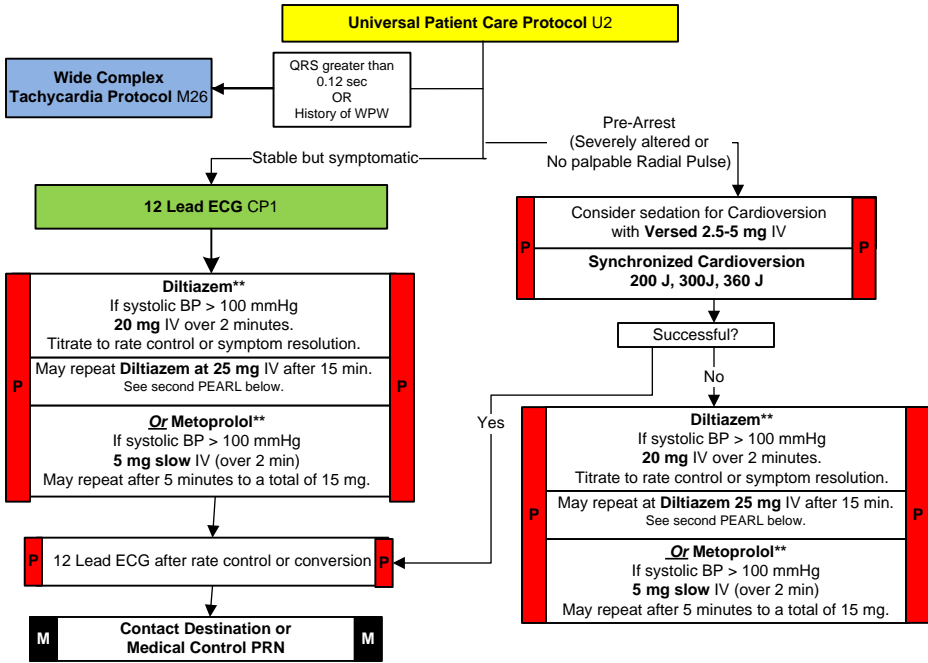 Universal Patient Care Protocol U2
QRS greater than
0.12 sec
OR
History of WPW
Wide Complex
Tachycardia Protocol M26
Pre-Arrest
(Severely altered or
No palpable Radial Pulse)
Stable but symptomatic
12 Lead ECG CP1
P
Consider sedation for Cardioversion
with Versed 2.5-5 mg IV
Synchronized Cardioversion
200 J, 300J, 360 J
P
Successful?
P
Diltiazem**
If systolic BP > 100 mmHg
20 mg IV over 2 minutes.
Titrate to rate control or symptom resolution.
May repeat Diltiazem at 25 mg IV after 15 min.
See second PEARL below.
Or Metoprolol**
If systolic BP > 100 mmHg
5 mg slow IV (over 2 min)
May repeat after 5 minutes to a total of 15 mg.
P
No
Yes
P
Diltiazem**
If systolic BP > 100 mmHg
20 mg IV over 2 minutes.
Titrate to rate control or symptom resolution.
May repeat at Diltiazem 25 mg IV after 15 min.
See second PEARL below.
Or Metoprolol**
If systolic BP > 100 mmHg
5 mg slow IV (over 2 min)
May repeat after 5 minutes to a total of 15 mg.
P
P
12 Lead ECG after rate control or conversion
P
M
Contact Destination or
Medical Control PRN
M